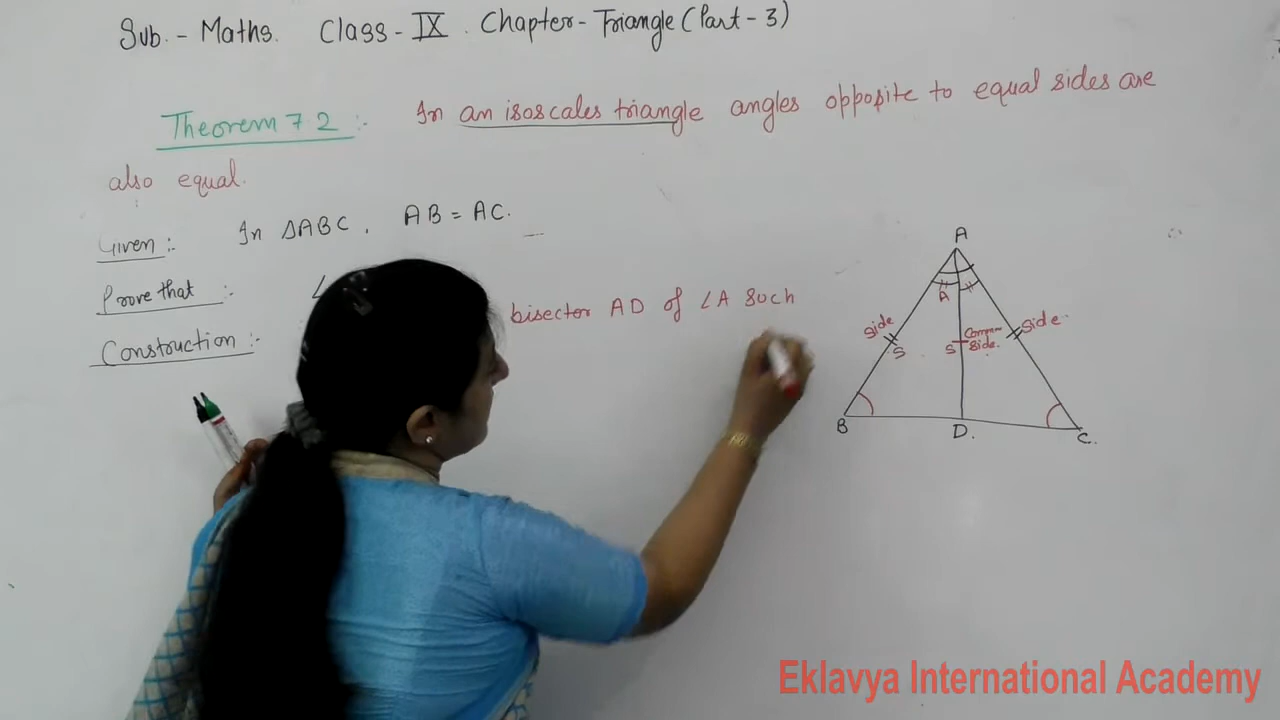 Sub. - Maths. Class - IX. Chapter - Triangle (Part - 3)
Theorem 7 2 :- In an isoscales triangle angles opposite to equal sides are
also equal.
Given :- In ΔABC, AB = AC.
Prove that :- ∠
Construction :- bisector AD of ∠A such
A
A
side
S
S
Common
side.
side
B
D.
C.
Eklavya International Academy